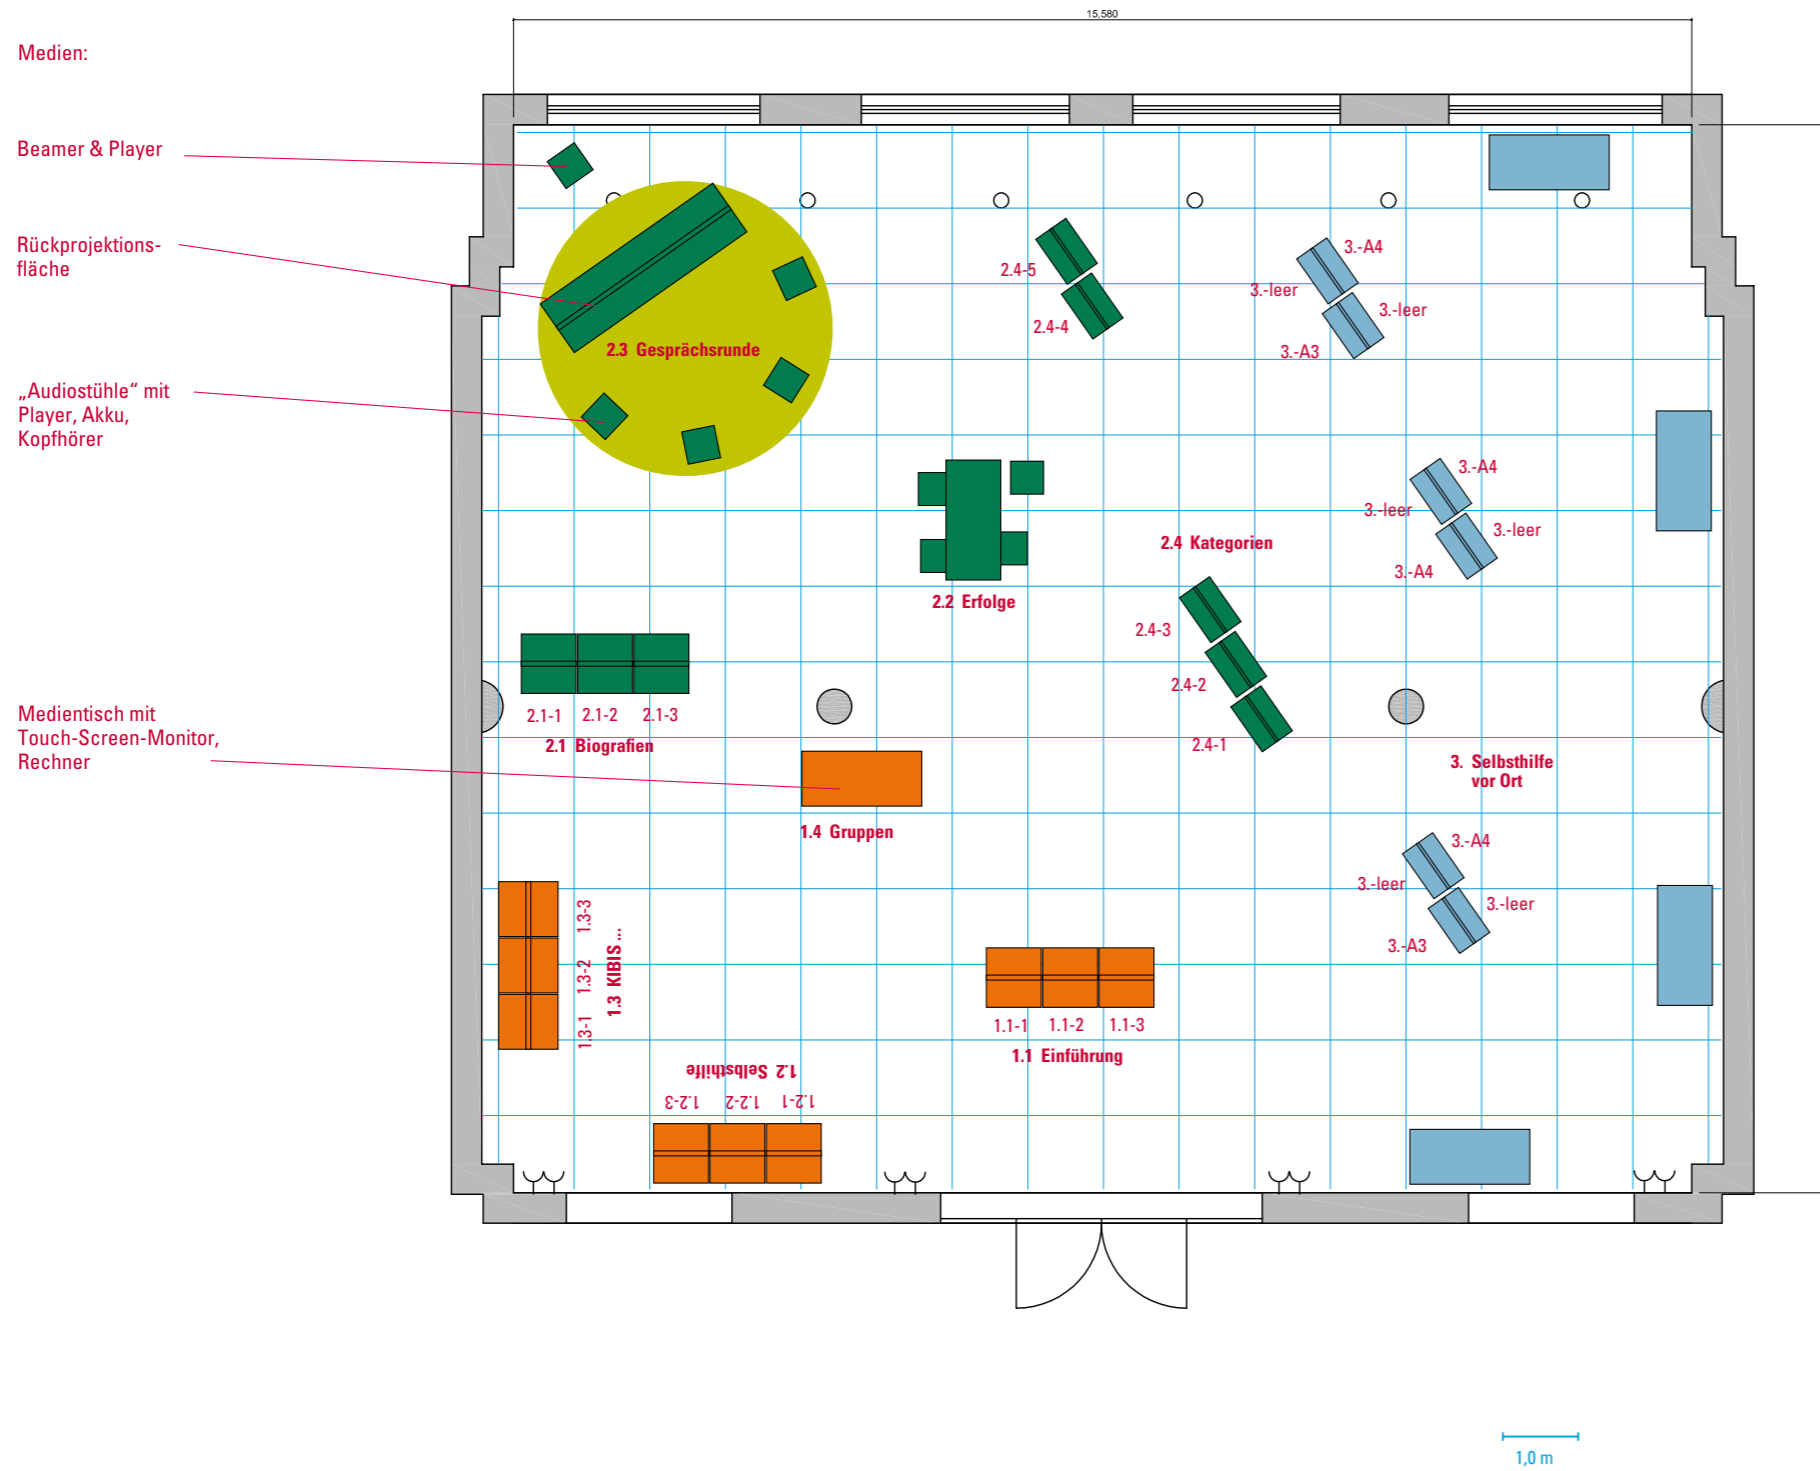 15,580
Medien:
Beamer & Player
Rückprojektions-
fläche
„Audiostühle“ mit
Player, Akku,
Kopfhörer
Medientisch mit
Touch-Screen-Monitor,
Rechner
2.3 Gesprächsrunde
2.4-5
2.4-4
3.-A4
3.-leer
3.-leer
3.-A3
2.2 Erfolge
2.4 Kategorien
2.4-3
2.4-2
2.4-1
3.-A4
3.-leer
3.-leer
3.-A4
2.1-1
2.1-2
2.1-3
2.1 Biografien
1.4 Gruppen
3. Selbsthilfe
vor Ort
3.-A4
3.-leer
3.-leer
3.-A3
1.3-3
1.3-2
1.3-1
1.3 KIBIS ...
1.1-1
1.1-2
1.1-3
1.1 Einführung
1.2 Selbsthilfe
1.2-1
1.2-2
1.2-3
1,0 m